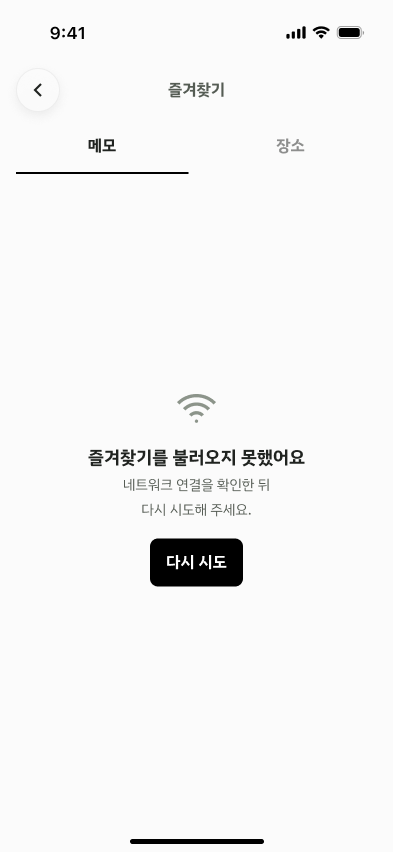 9:41
즐겨찾기
메모
장소
즐겨찾기를 불러오지 못했어요
네트워크 연결을 확인한 뒤
다시 시도해 주세요.
다시 시도